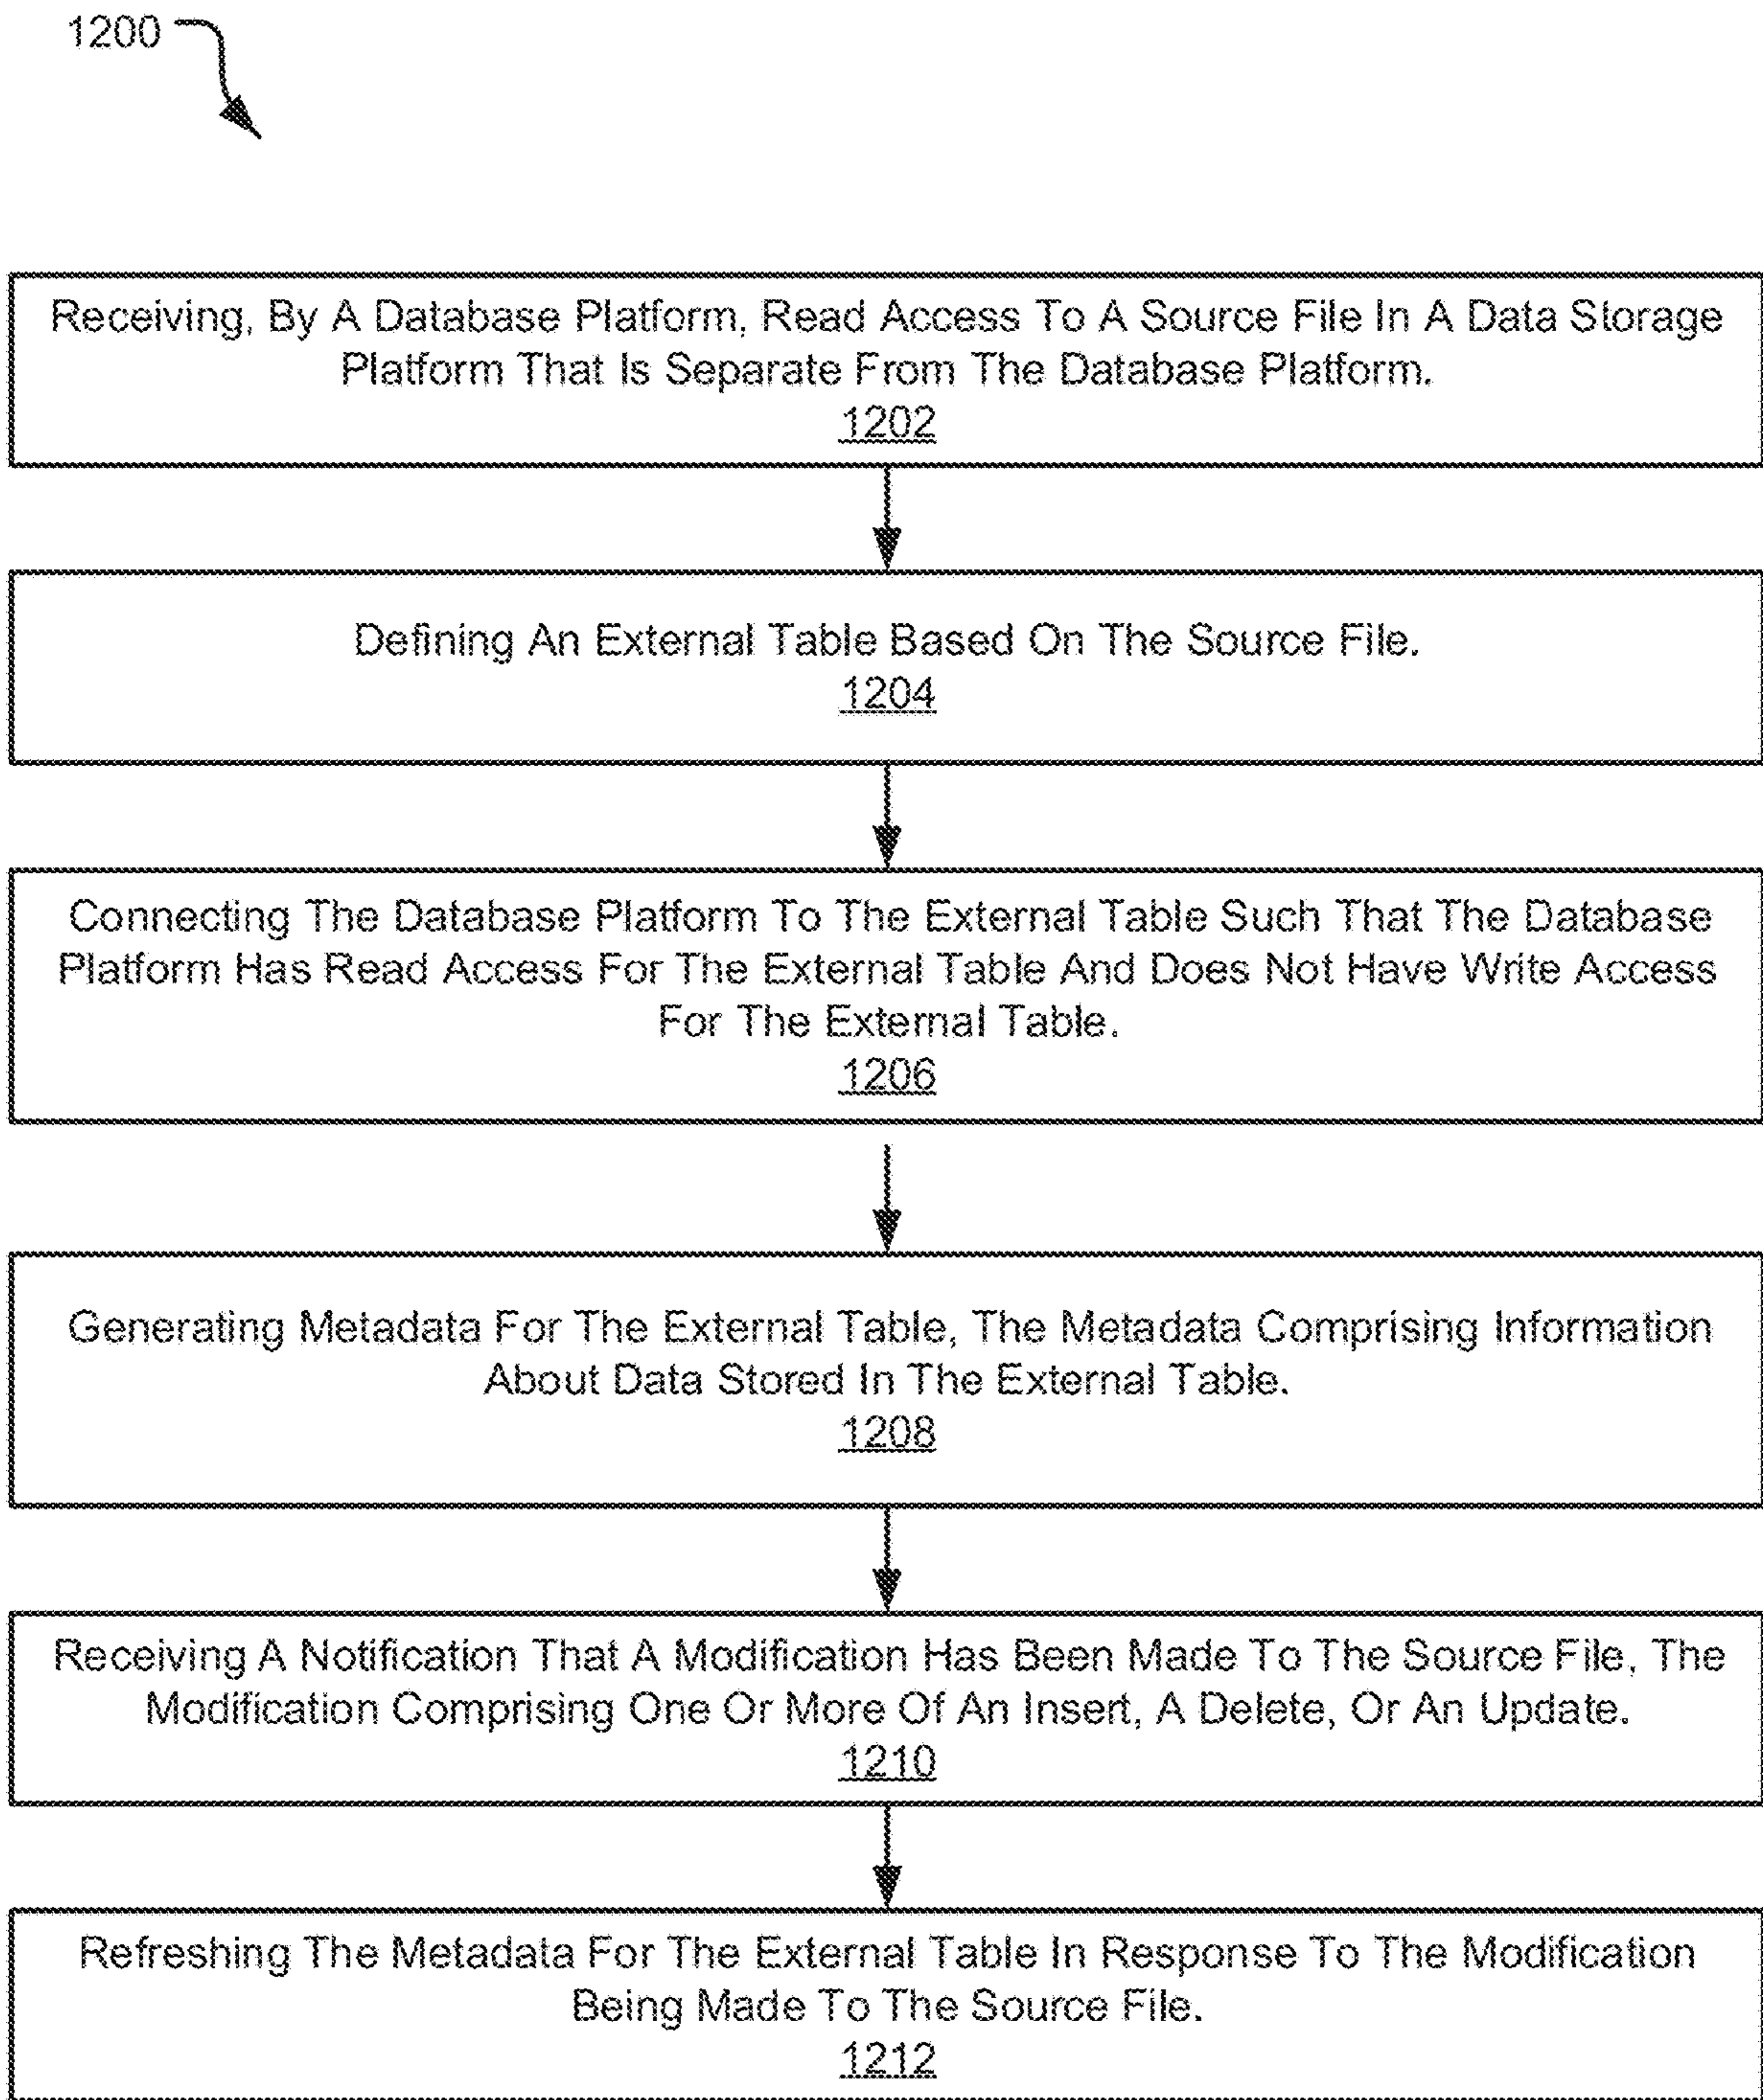 1200
Receiving, By A Database Platform, Read Access To A Source File In A Data Storage
Platform That Is Separate From The Database Platform.
1202
Defining An External Table Based On The Source File.
1204
Connecting The Database Platform To The External Table Such That The Database
Platform Has Read Access For The External Table And Does Not Have Write Access
For The External Table.
1206
Generating Metadata For The External Table, The Metadata Comprising Information
About Data Stored In The External Table.
1208
Receiving A Notification That A Modification Has Been Made To The Source File, The
Modification Comprising One Or More Of An Insert, A Delete, Or An Update.
1210
Refreshing The Metadata For The External Table In Response To The Modification
Being Made To The Source File.
1212